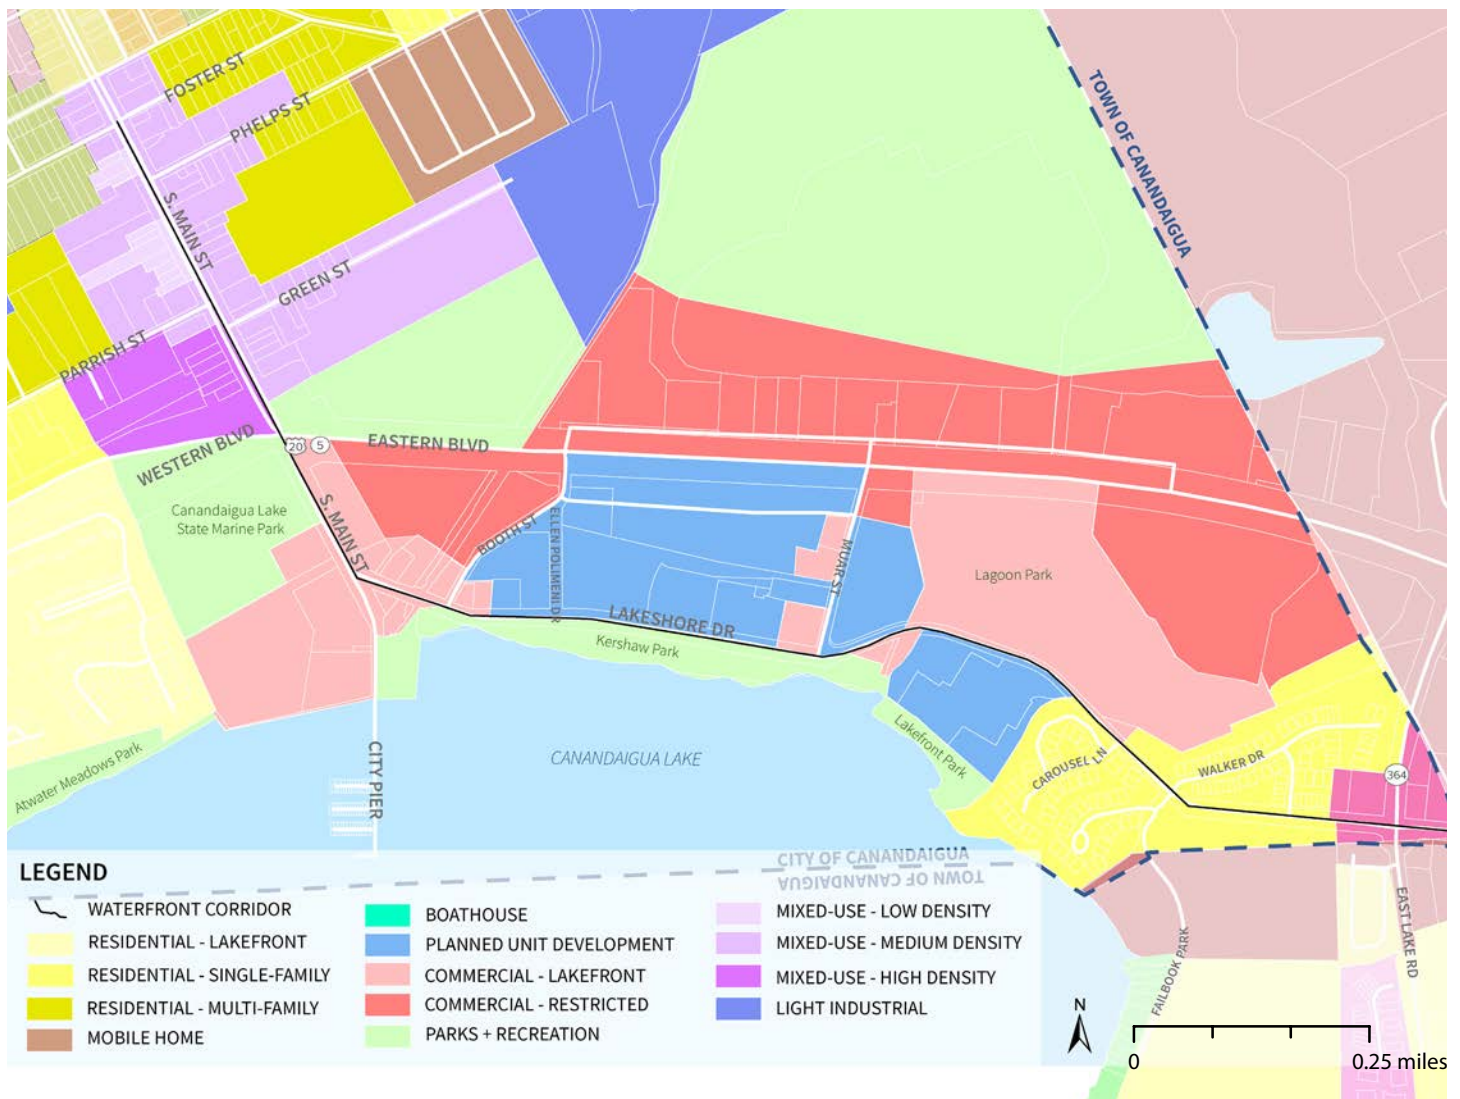 FOSTER ST
PHELPS ST
TOWN OF CANANDAIGUA
S. MAIN ST
GREEN ST
PARRISH ST
WESTERN BLVD
20
5
EASTERN BLVD
Canandaigua Lake
State Marine Park
S. MAIN ST
BOOTH ST
ELLEN POLIMENI DR
MUAR ST
Lagoon Park
LAKESHORE DR
Kershaw Park
Lakefront Park
CANANDAIGUA LAKE
CITY PIER
Atwater Meadows Park
CAROUSEL LN
WALKER DR
364
EAST LAKE RD
FAILBOOK PARK
CITY OF CANANDAIGUA
TOWN OF CANANDAIGUA
LEGEND
WATERFRONT CORRIDOR
RESIDENTIAL - LAKEFRONT
RESIDENTIAL - SINGLE-FAMILY
RESIDENTIAL - MULTI-FAMILY
MOBILE HOME
BOATHOUSE
PLANNED UNIT DEVELOPMENT
COMMERCIAL - LAKEFRONT
COMMERCIAL - RESTRICTED
PARKS + RECREATION
MIXED-USE - LOW DENSITY
MIXED-USE - MEDIUM DENSITY
MIXED-USE - HIGH DENSITY
LIGHT INDUSTRIAL
N
0
0.25 miles